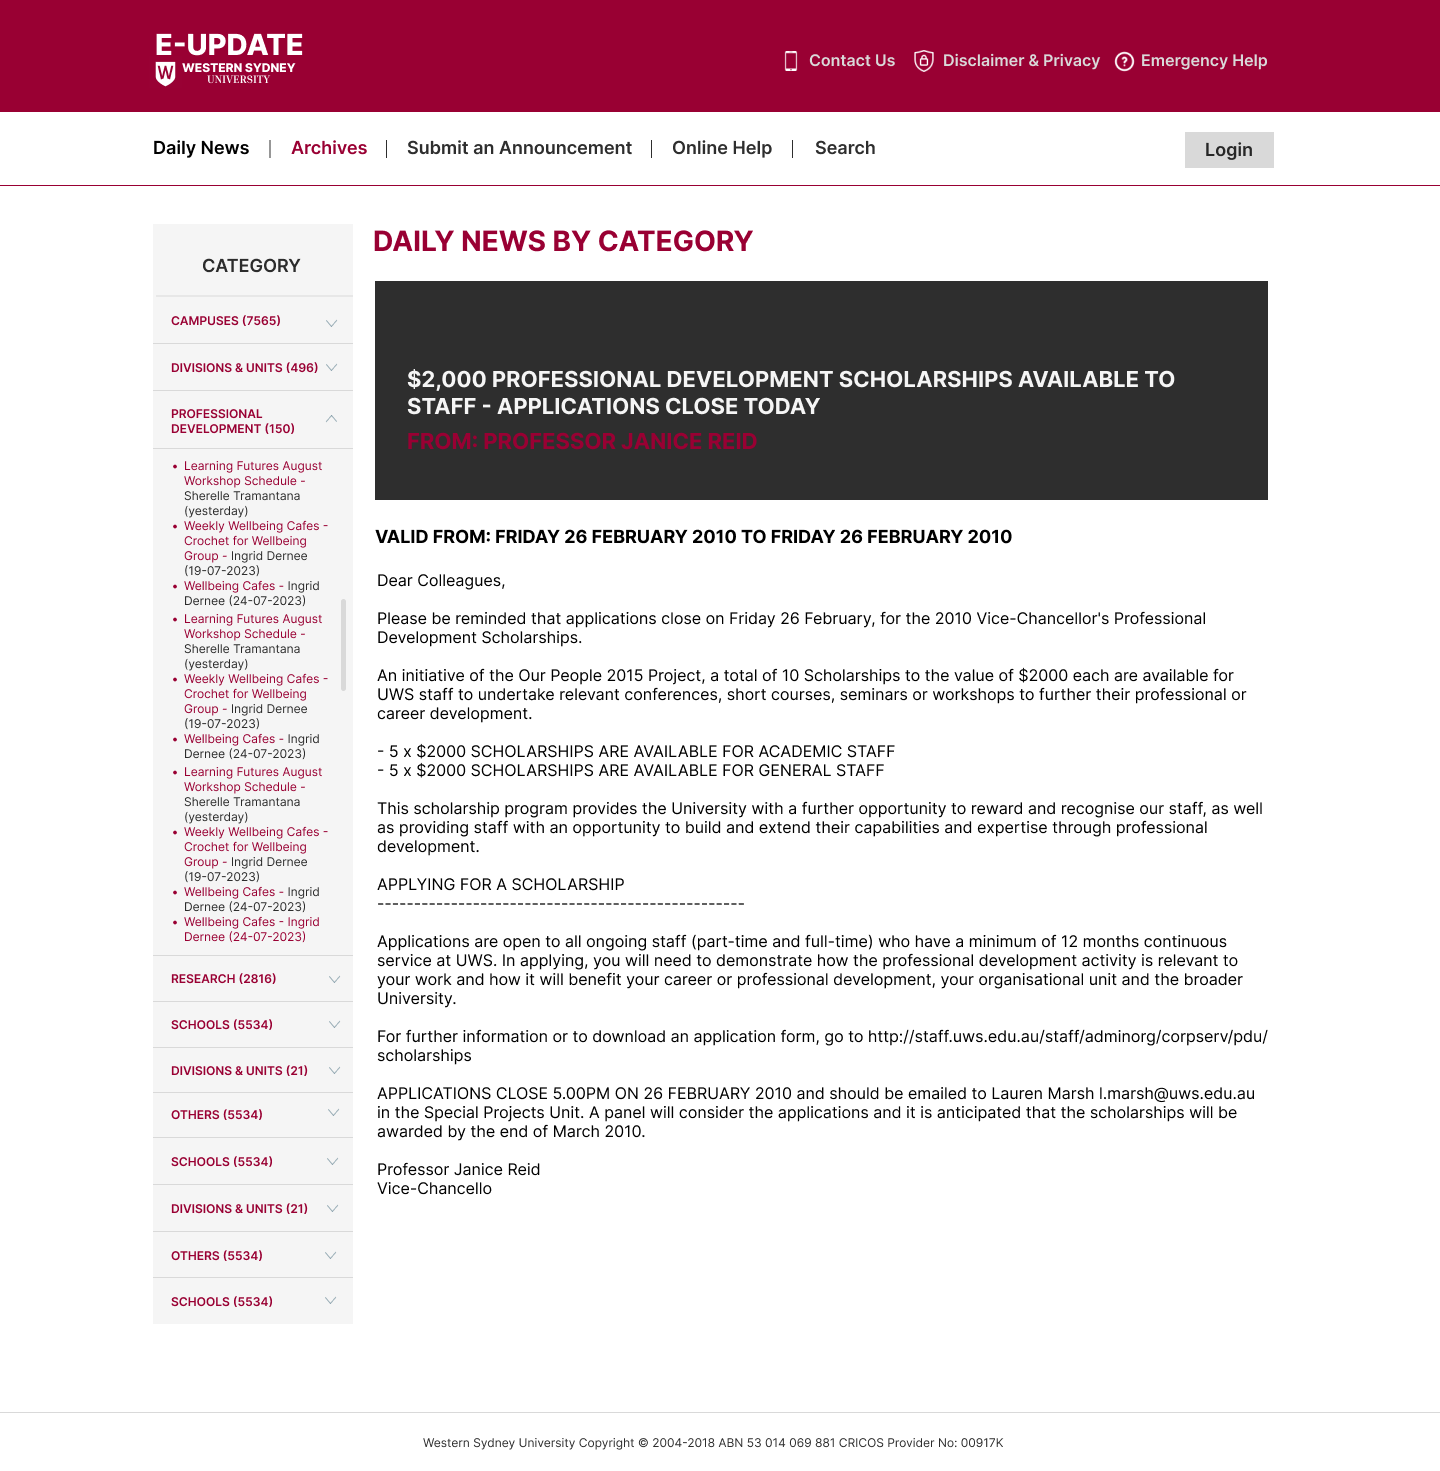 E-UPDATE
WESTERN SYDNEY
UNIVERSITY
Contact Us
Disclaimer & Privacy
Emergency Help
Daily News
Archives
Submit an Announcement
Online Help
Search
Login
CATEGORY
CAMPUSES (7565)
DIVISIONS & UNITS (496)
PROFESSIONAL
DEVELOPMENT (150)
• Learning Futures August
Workshop Schedule -
Sherelle Tramantana
(yesterday)
• Weekly Wellbeing Cafes -
Crochet for Wellbeing
Group - Ingrid Dernee
(19-07-2023)
• Wellbeing Cafes - Ingrid
Dernee (24-07-2023)
• Learning Futures August
Workshop Schedule -
Sherelle Tramantana
(yesterday)
• Weekly Wellbeing Cafes -
Crochet for Wellbeing
Group - Ingrid Dernee
(19-07-2023)
• Wellbeing Cafes - Ingrid
Dernee (24-07-2023)
• Learning Futures August
Workshop Schedule -
Sherelle Tramantana
(yesterday)
• Weekly Wellbeing Cafes -
Crochet for Wellbeing
Group - Ingrid Dernee
(19-07-2023)
• Wellbeing Cafes - Ingrid
Dernee (24-07-2023)
• Wellbeing Cafes - Ingrid
Dernee (24-07-2023)
RESEARCH (2816)
SCHOOLS (5534)
DIVISIONS & UNITS (21)
OTHERS (5534)
SCHOOLS (5534)
DIVISIONS & UNITS (21)
OTHERS (5534)
SCHOOLS (5534)
DAILY NEWS BY CATEGORY
$2,000 PROFESSIONAL DEVELOPMENT SCHOLARSHIPS AVAILABLE TO
STAFF - APPLICATIONS CLOSE TODAY
FROM: PROFESSOR JANICE REID
VALID FROM: FRIDAY 26 FEBRUARY 2010 TO FRIDAY 26 FEBRUARY 2010
Dear Colleagues,
Please be reminded that applications close on Friday 26 February, for the 2010 Vice-Chancellor's Professional
Development Scholarships.
An initiative of the Our People 2015 Project, a total of 10 Scholarships to the value of $2000 each are available for
UWS staff to undertake relevant conferences, short courses, seminars or workshops to further their professional or
career development.
- 5 x $2000 SCHOLARSHIPS ARE AVAILABLE FOR ACADEMIC STAFF
- 5 x $2000 SCHOLARSHIPS ARE AVAILABLE FOR GENERAL STAFF
This scholarship program provides the University with a further opportunity to reward and recognise our staff, as well
as providing staff with an opportunity to build and extend their capabilities and expertise through professional
development.
APPLYING FOR A SCHOLARSHIP
--------------------------------------------------
Applications are open to all ongoing staff (part-time and full-time) who have a minimum of 12 months continuous
service at UWS. In applying, you will need to demonstrate how the professional development activity is relevant to
your work and how it will benefit your career or professional development, your organisational unit and the broader
University.
For further information or to download an application form, go to http://staff.uws.edu.au/staff/adminorg/corpserv/pdu/
scholarships
APPLICATIONS CLOSE 5.00PM ON 26 FEBRUARY 2010 and should be emailed to Lauren Marsh l.marsh@uws.edu.au
in the Special Projects Unit. A panel will consider the applications and it is anticipated that the scholarships will be
awarded by the end of March 2010.
Professor Janice Reid
Vice-Chancello
Western Sydney University Copyright © 2004-2018 ABN 53 014 069 881 CRICOS Provider No: 00917K